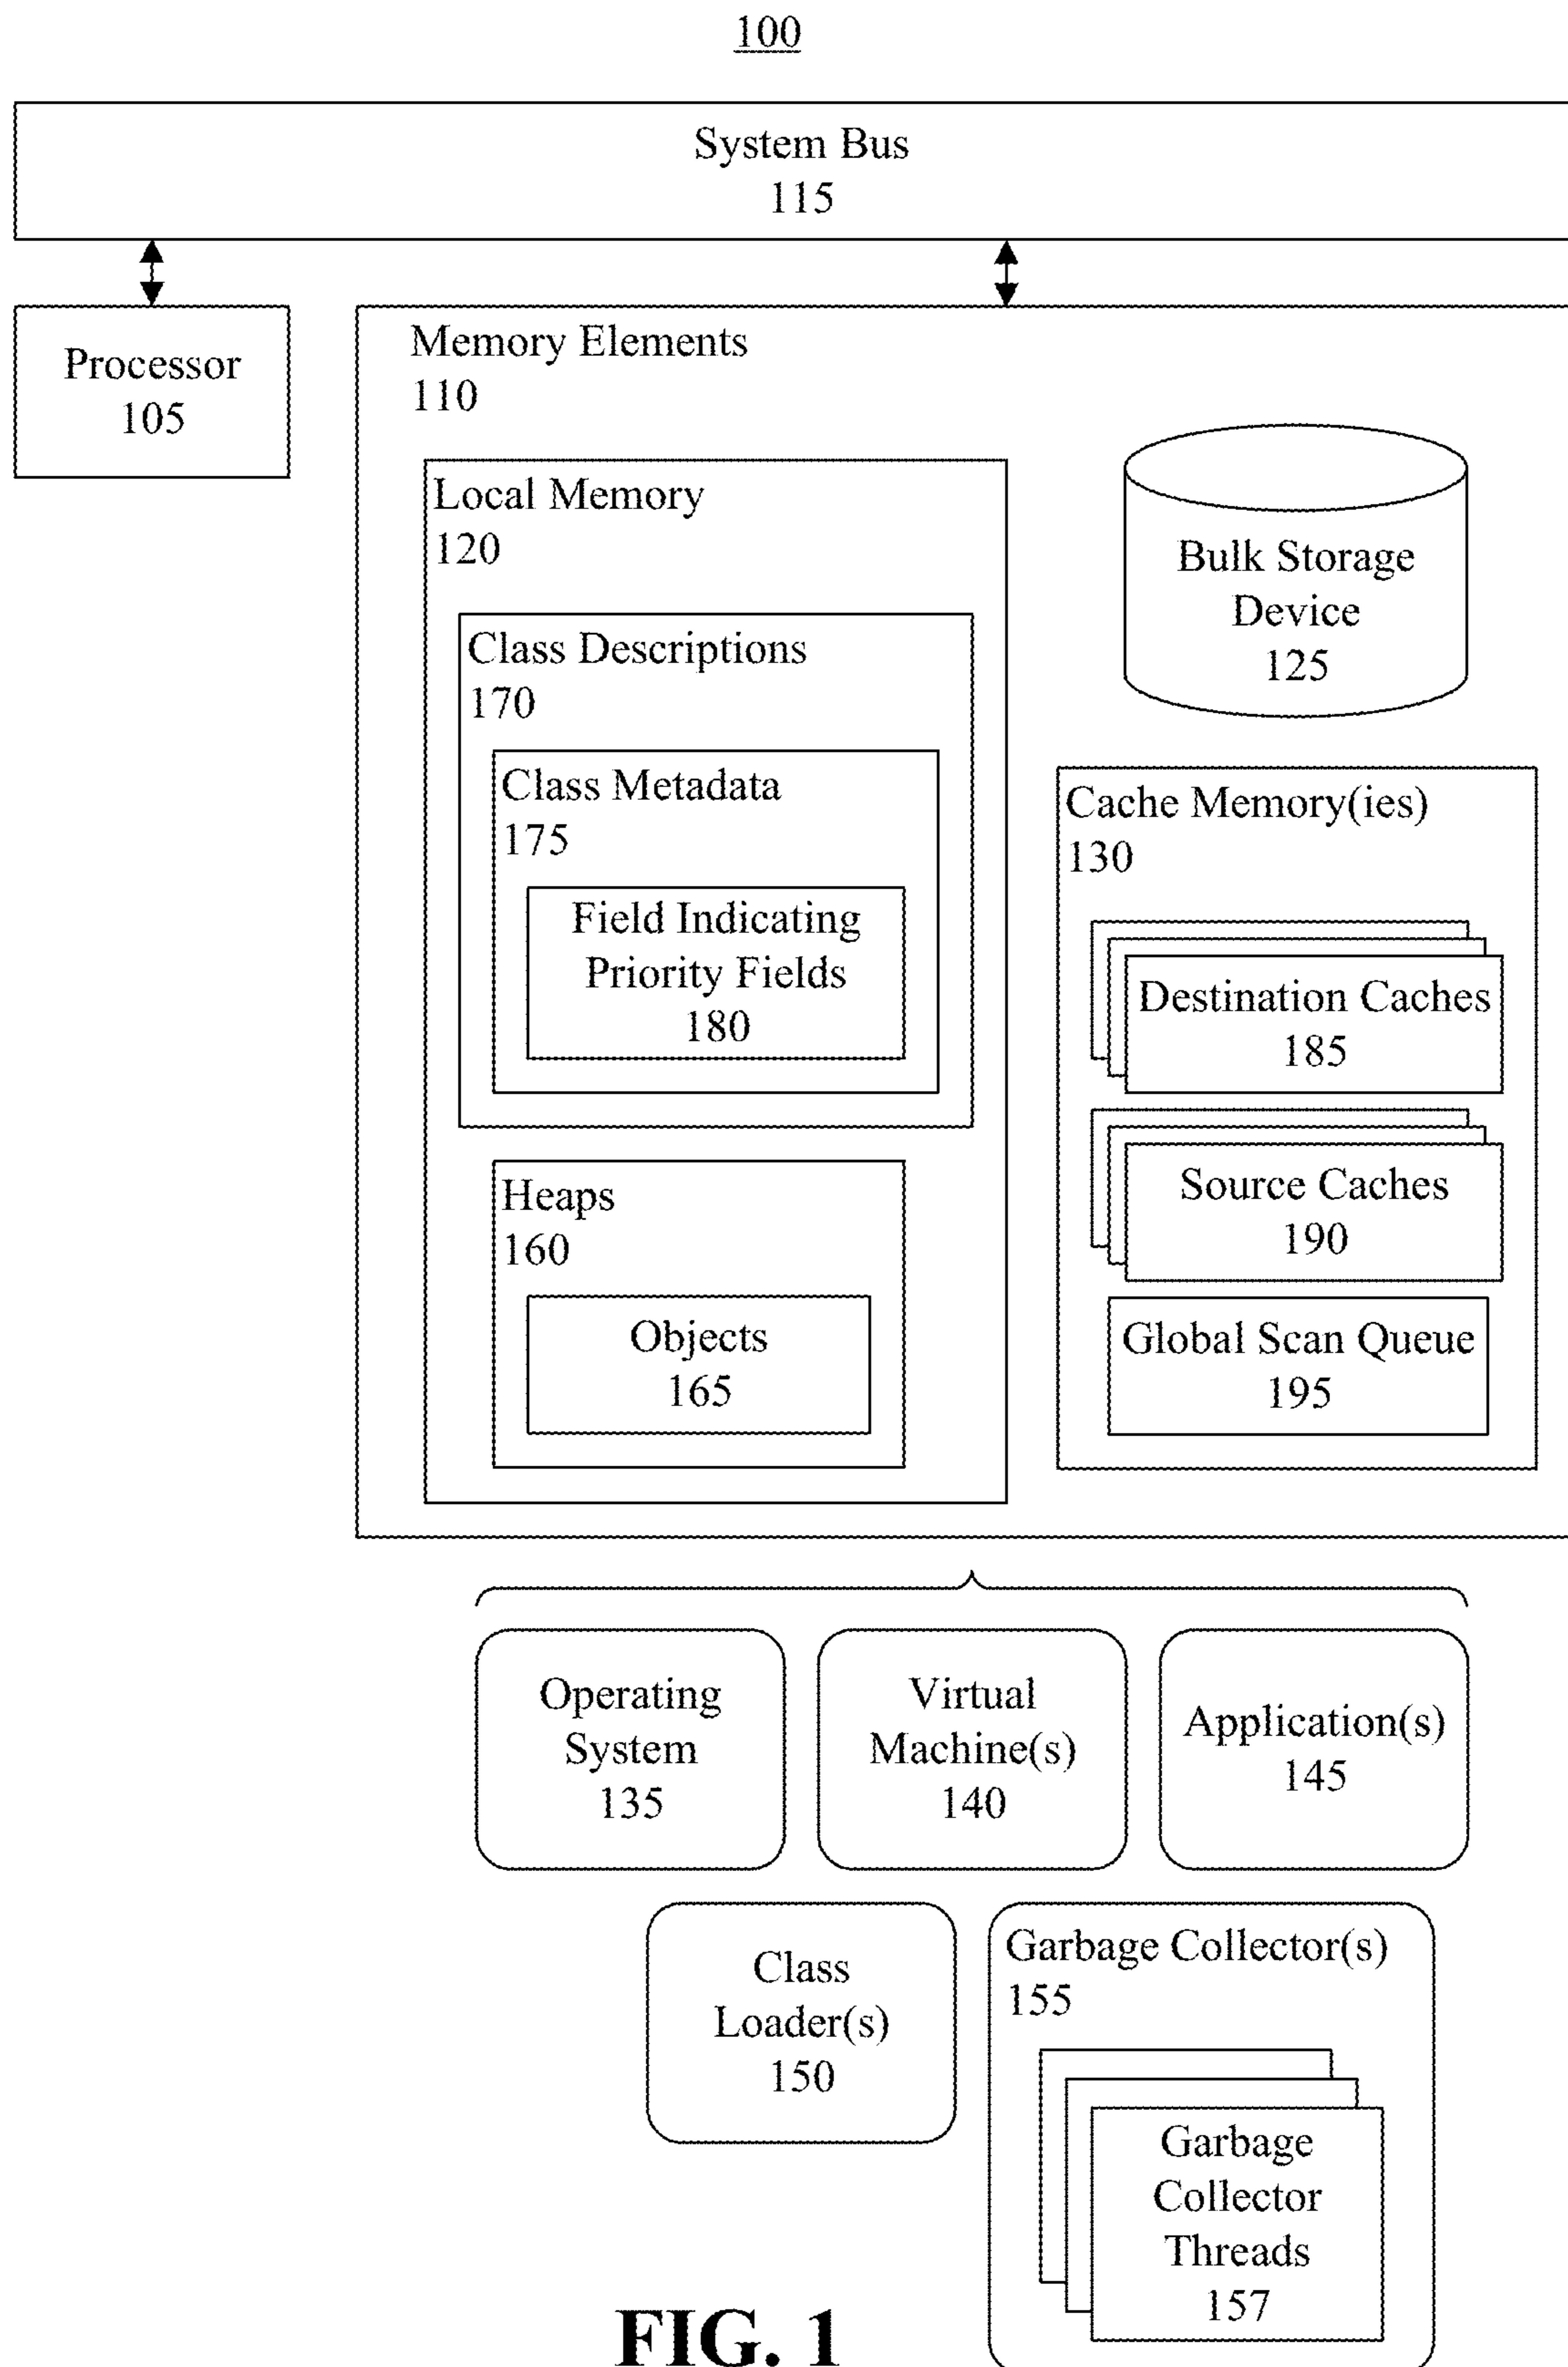 100
System Bus
115
Processor
105
Memory Elements
110
Local Memory
120
Class Descriptions
170
Class Metadata
175
Field Indicating
Priority Fields
180
Heaps
160
Objects
165
Bulk Storage
Device
125
Cache Memory(ies)
130
Destination Caches
185
Source Caches
190
Global Scan Queue
195
Operating
System
135
Virtual
Machine(s)
140
Application(s)
145
Class
Loader(s)
150
Garbage Collector(s)
155
Garbage
Collector
Threads
157
FIG. 1